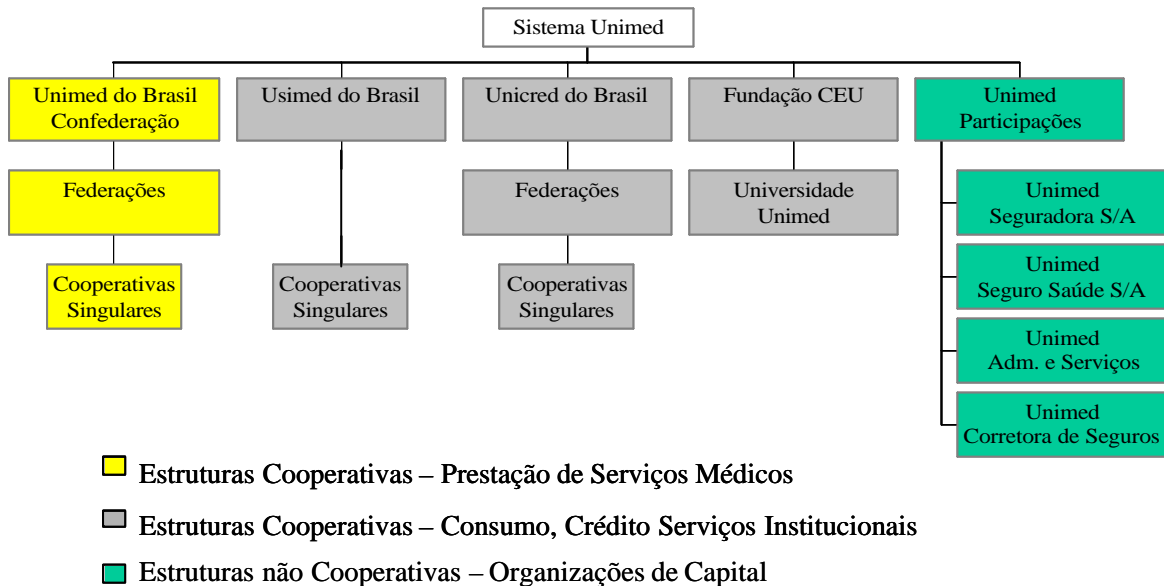 Sistema Unimed
Unimed do Brasil
Confederação
Usimed do Brasil
Unicred do Brasil
Fundação CEU
Unimed
Participações
Federações
Federações
Universidade
Unimed
Unimed
Seguradora S/A
Cooperativas
Singulares
Cooperativas
Singulares
Cooperativas
Singulares
Unimed
Seguro Saúde S/A
Unimed
Adm. e Serviços
Unimed
Corretora de Seguros
Estruturas Cooperativas – Prestação de Serviços Médicos
Estruturas Cooperativas – Consumo, Crédito Serviços Institucionais
Estruturas não Cooperativas – Organizações de Capital